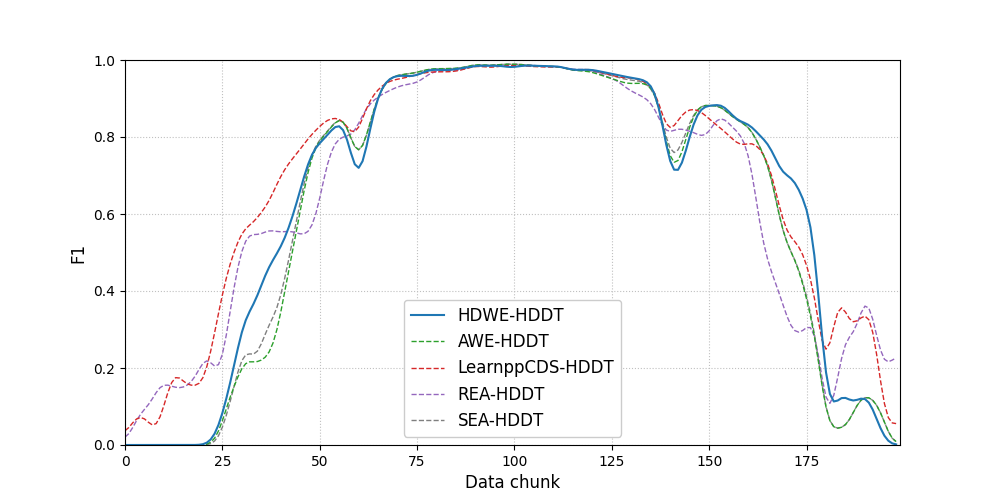 1.0
0.8
0.6
0.4
0.2
0.0
F1
HDWE-HDDT
AWE-HDDT
LearnppCDS-HDDT
REA-HDDT
SEA-HDDT
0 25 50 75 100 125 150 175
Data chunk